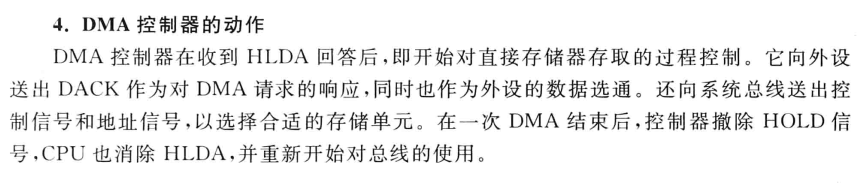 4. DMA 控制器的动作
DMA 控制器在收到 HLDA 回答后,即开始对直接存储器存取的过程控制。它向外设
送出 DACK 作为对 DMA 请求的响应,同时也作为外设的数据选通。还向系统总线送出控
制信号和地址信号,以选择合适的存储单元。在一次 DMA 结束后,控制器撤除 HOLD 信
号,CPU 也消除 HLDA,并重新开始对总线的使用。